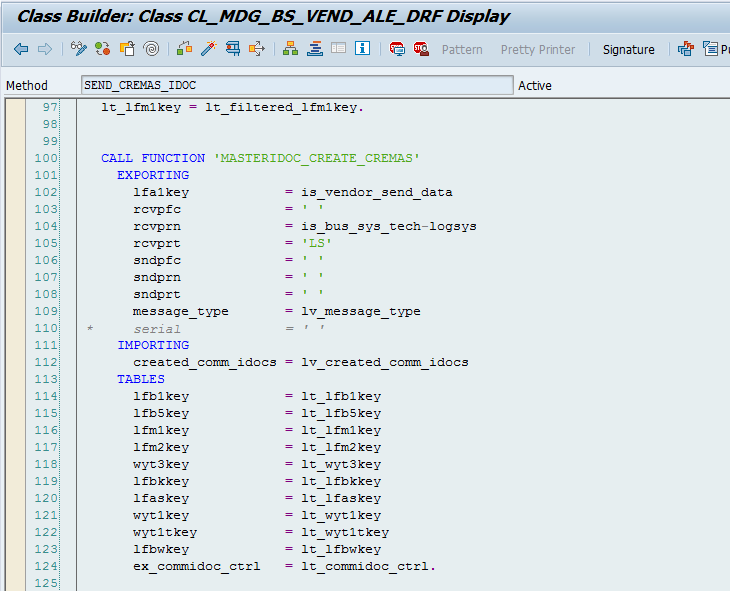 Class Builder: Class CL_MDG_BS_VEND_ALE_DRF Display
Pattern Pretty Printer Signature
Method SEND_CREMAS_IDOC Active
97 lt_lfm1key = lt_filtered_lfm1key.
98
99
100 CALL FUNCTION 'MASTERIDOC_CREATE_CREMAS'
101 EXPORTING
102 lfa1key = is_vendor_send_data
103 rcvpfc = ' '
104 rcvprn = is_bus_sys_tech-logsys
105 rcvprt = 'LS'
106 sndpfc = ' '
107 sndprn = ' '
108 sndprt = ' '
109 message_type = lv_message_type
110 * serial = ' '
111 IMPORTING
112 created_comm_idocs = lv_created_comm_idocs
113 TABLES
114 lfb1key = lt_lfb1key
115 lfb5key = lt_lfb5key
116 lfm1key = lt_lfm1key
117 lfm2key = lt_lfm2key
118 wyt3key = lt_wyt3key
119 lfbkkey = lt_lfbkkey
120 lfaskey = lt_lfaskey
121 wyt1key = lt_wyt1key
122 wyt1tkey = lt_wyt1tkey
123 lfbwkey = lt_lfbwkey
124 ex_commidoc_ctrl = lt_commidoc_ctrl.
125